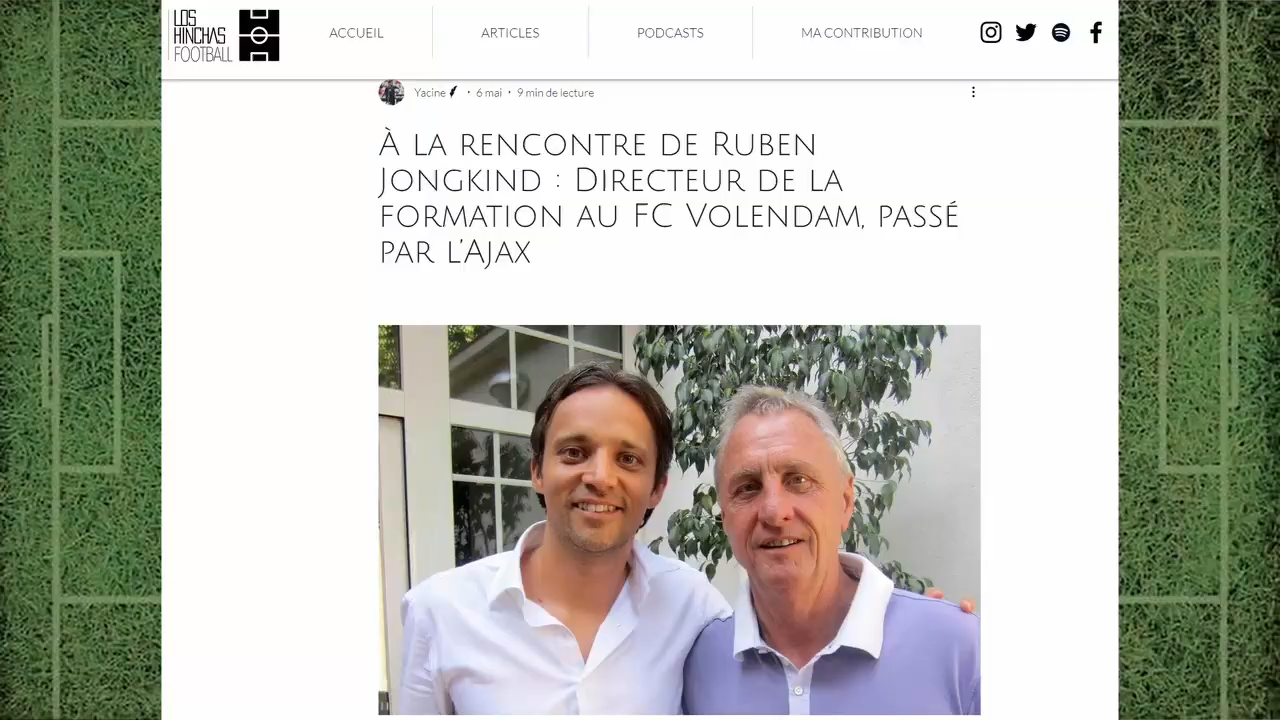 LOS
HINCHAS
FOOTBALL
ACCUEIL
ARTICLES
PODCASTS
MA CONTRIBUTION
Yacine • 6 mai • 9 min de lecture
À LA RENCONTRE DE RUBEN
JONGKIND : DIRECTEUR DE LA
FORMATION AU FC VOLENDAM, PASSÉ
PAR L'AJAX